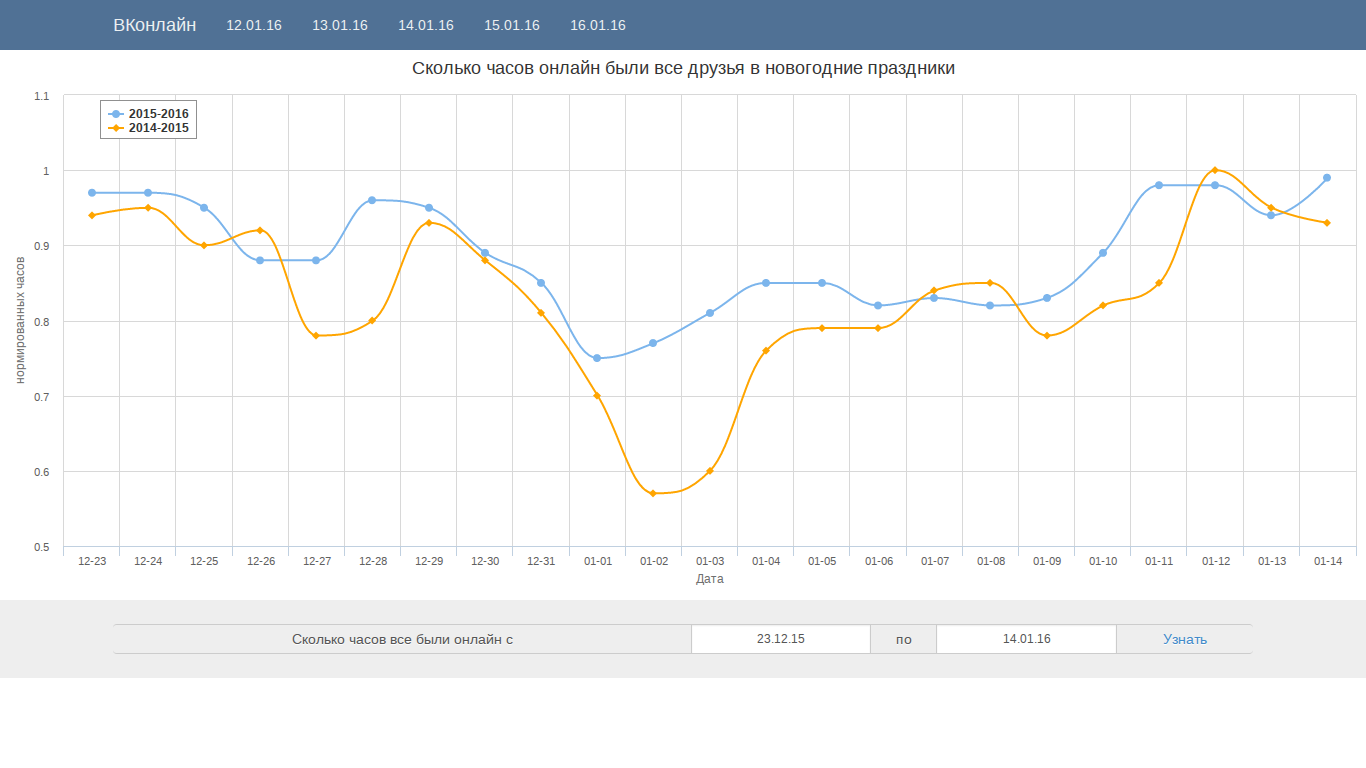 ВКонлайн 12.01.16 13.01.16 14.01.16 15.01.16 16.01.16
Сколько часов онлайн были все друзья в новогодние праздники
2015-2016
2014-2015
1.1
1
0.9
0.8
0.7
0.6
0.5
нормированных часов
12-23 12-24 12-25 12-26 12-27 12-28 12-29 12-30 12-31 01-01 01-02 01-03 01-04 01-05 01-06 01-07 01-08 01-09 01-10 01-11 01-12 01-13 01-14
Дата
Сколько часов все были онлайн с 23.12.15 по 14.01.16 Узнать